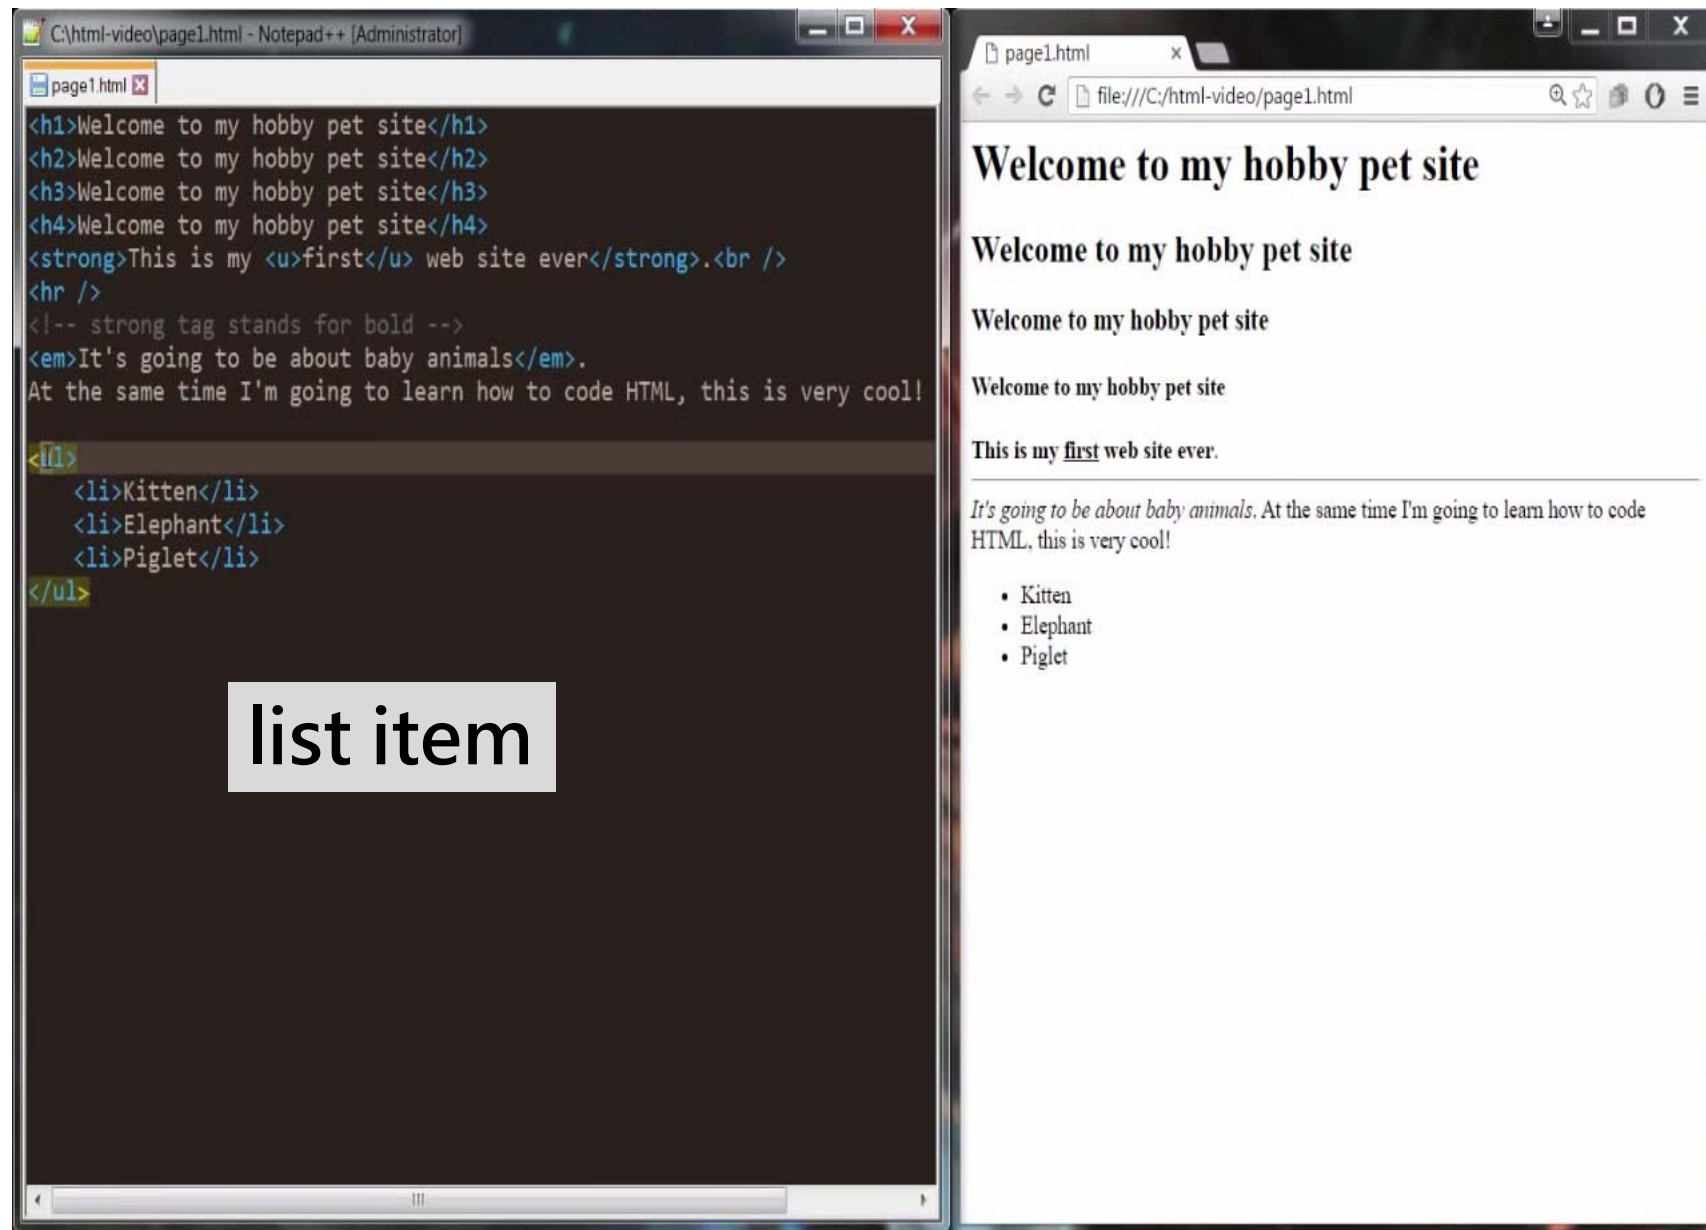 C:\html-video\page1.html - Notepad++ [Administrator]
page1.html
<h1>Welcome to my hobby pet site</h1>
<h2>Welcome to my hobby pet site</h2>
<h3>Welcome to my hobby pet site</h3>
<h4>Welcome to my hobby pet site</h4>
<strong>This is my <u>first</u> web site ever</strong>.<br />
<hr />
<!-- strong tag stands for bold -->
<em>It's going to be about baby animals</em>.
At the same time I'm going to learn how to code HTML, this is very cool!
<ul>
<li>Kitten</li>
<li>Elephant</li>
<li>Piglet</li>
</ul>
list item
page1.html
file:///C:/html-video/page1.html
Welcome to my hobby pet site
Welcome to my hobby pet site
Welcome to my hobby pet site
Welcome to my hobby pet site
This is my first web site ever.
It's going to be about baby animals. At the same time I'm going to learn how to code
HTML, this is very cool!
• Kitten
• Elephant
• Piglet